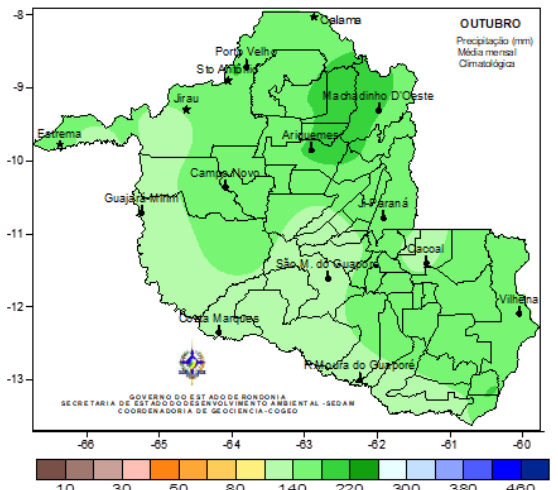 -8
OUTUBRO
Precipitação (mm)
Média mensal
Climatológica
Calama
Porto Velho
Sto Antônio
-9
Jirau
Machadinho D'Oeste
Estrema
Ariquemes
-10
Campo Novo
Guajará-Mirim
Ji-Paraná
-11
Cacoal
São M. do Guaporé
-12
Vilhena
Costa Marques
P.Moura do Guaporé
-13
GOVERNO DO ESTADO DE RONDONIA
SECRETARIA DE ESTADO DO DESENVOLVIMENTO AMBIENTAL -SEDAM
COORDENADORIA DE GEOCIENCIA-COGEO
-66 -65 -64 -63 -62 -61 -60
10 30 50 80 140 220 300 380 460